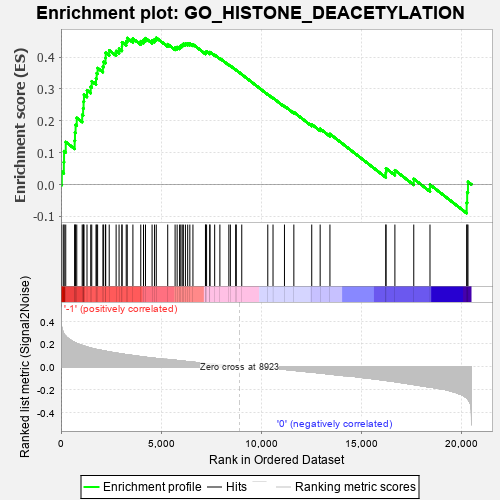 Enrichment plot: GO_HISTONE_DEACETYLATION
Enrichment score (ES)
0.4
0.3
0.2
0.1
0.0
-0.1
'-1' (positively correlated)
Ranked list metric (Signal2Noise)
0.4
0.2
0.0
-0.2
-0.4
Zero cross at 8923
'0' (negatively correlated)
0
5,000
10,000
15,000
20,000
Rank in Ordered Dataset
Enrichment profile
Hits
Ranking metric scores